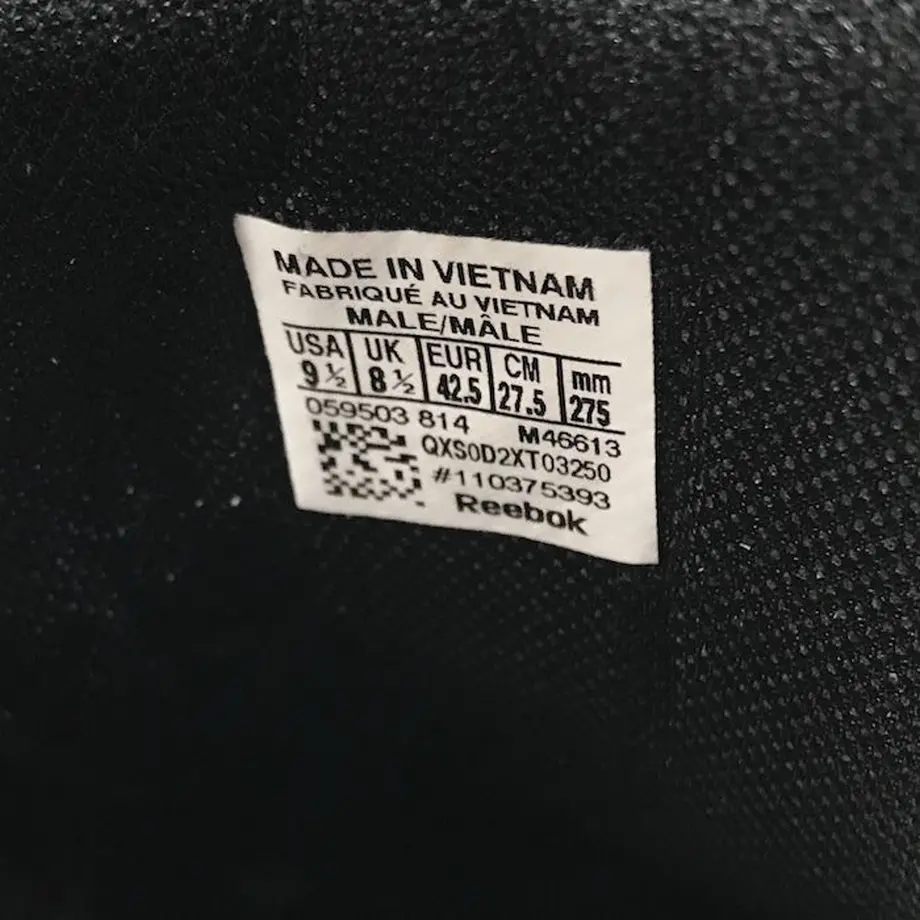 MADE IN VIETNAM
FABRIQUÉ AU VIETNAM
MALE/MÂLE
USA UK EUR CM mm
9 ½ 8 ½ 42.5 27.5 275
059503 814 M46613
QXS0D2XT03250
#110375393
Reebok